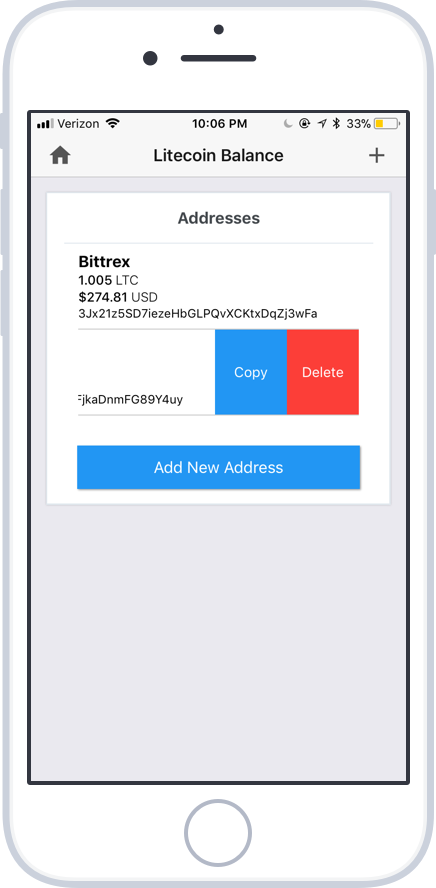 Verizon 10:06 PM 33%
Litecoin Balance
Addresses
Bittrex
1.005 LTC
$274.81 USD
3Jx21z5SD7iezeHbGLPQvXCKtxDqZj3wFa
Copy Delete
FjkaDnmFG89Y4uy
Add New Address